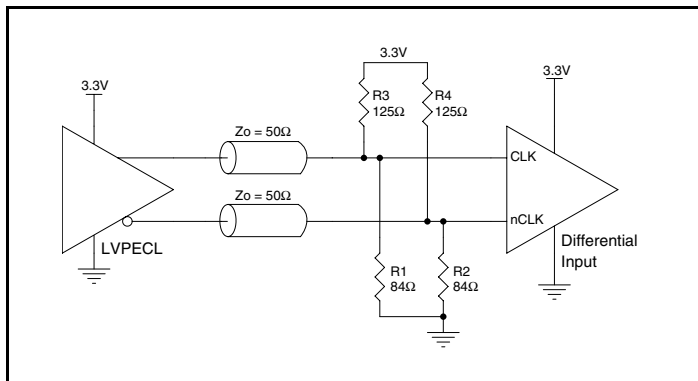 3.3V
3.3V
3.3V
R3
125Ω
R4
125Ω
Zo = 50Ω
CLK
Zo = 50Ω
nCLK
LVPECL
Differential
Input
R1
84Ω
R2
84Ω